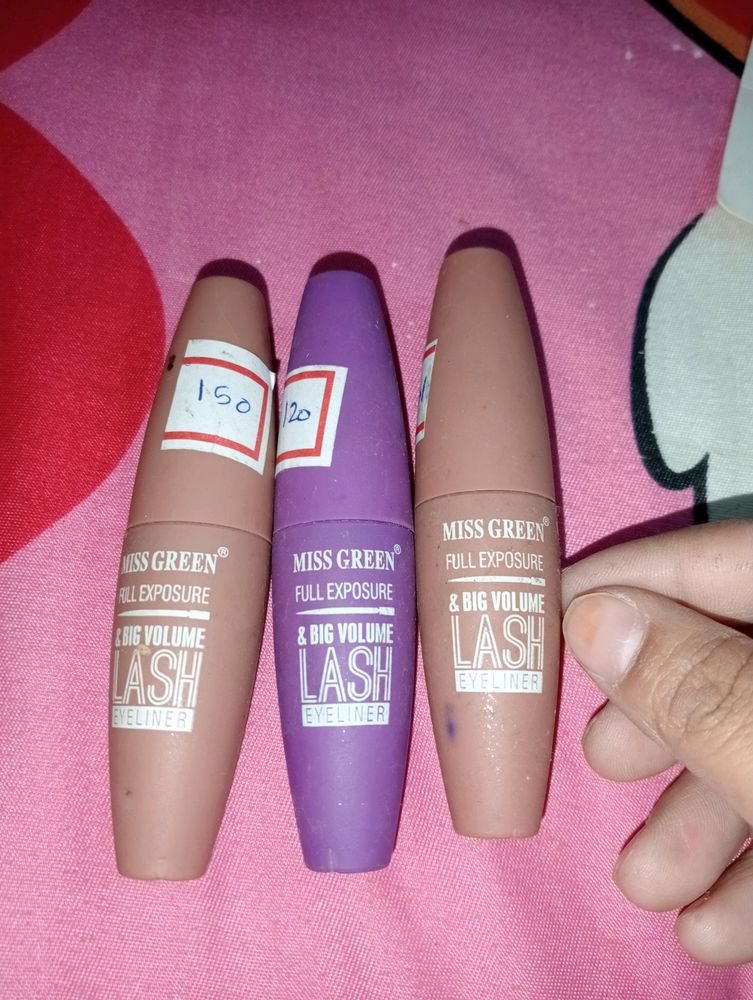 150
MISS GREEN®
FULL EXPOSURE
& BIG VOLUME
LASH
EYELINER
120
MISS GREEN®
FULL EXPOSURE
& BIG VOLUME
LASH
EYELINER
MISS GREEN®
FULL EXPOSURE
& BIG VOLUME
LASH
EYELINER